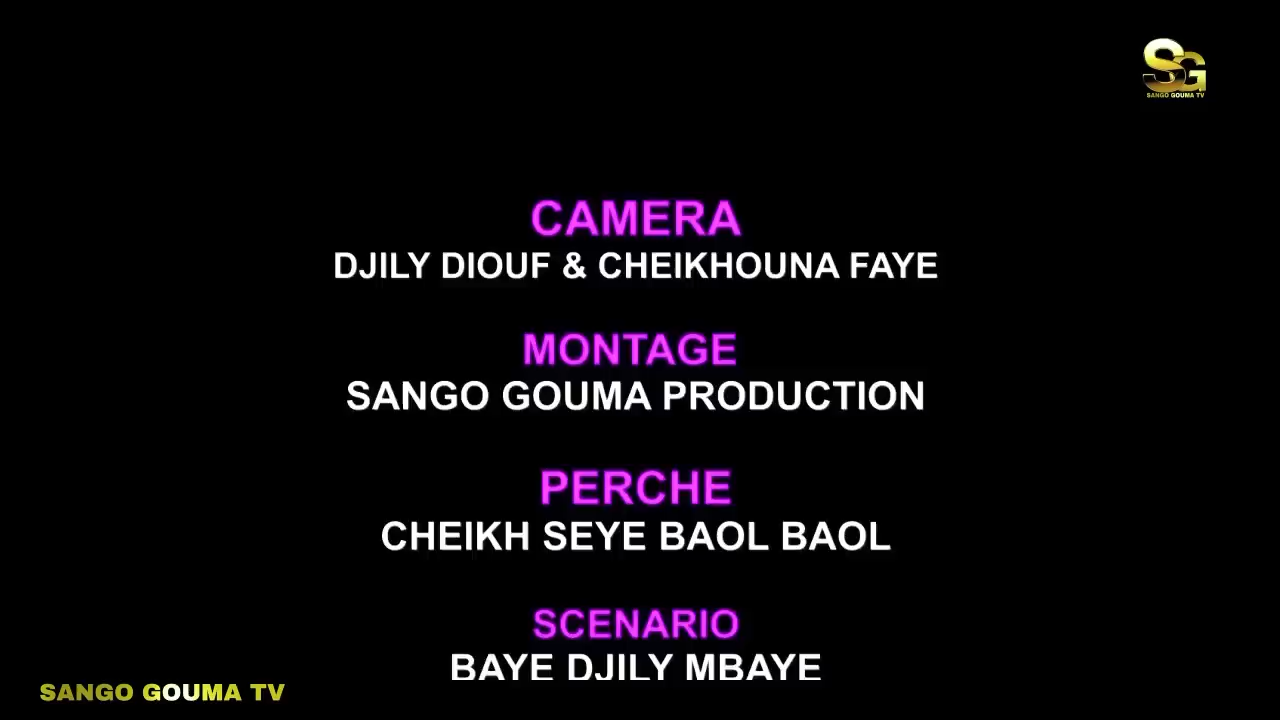 SG
SANGO GOUMA TV
CAMERA
DJILY DIOUF & CHEIKHOUNA FAYE
MONTAGE
SANGO GOUMA PRODUCTION
PERCHE
CHEIKH SEYE BAOL BAOL
SCENARIO
BAYE DJILY MBAYE
SANGO GOUMA TV